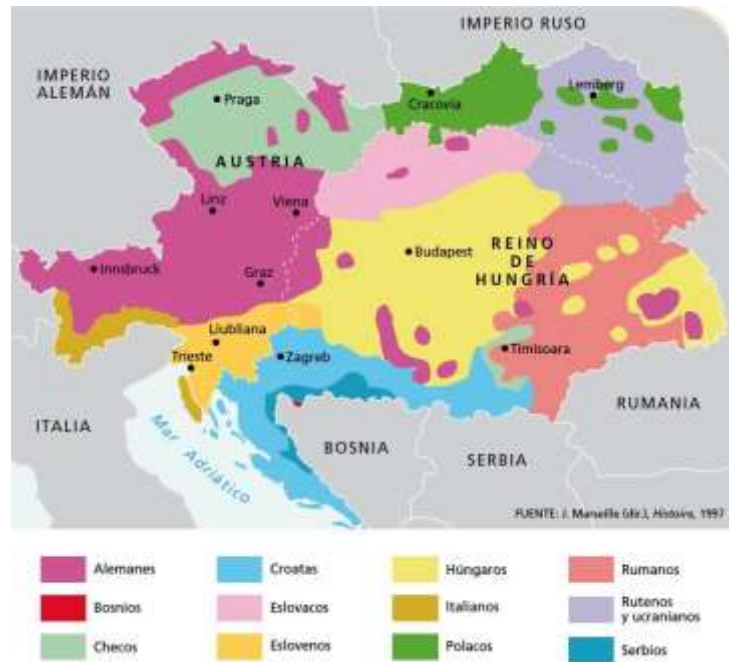 IMPERIO RUSO
IMPERIO
ALEMÁN
Praga
Cracovia
Lemberg
AUSTRIA
Linz
Viena
Budapest
REINO
DE
HUNGRÍA
Innsbruck
Graz
Liubliana
Trieste
Zagreb
Timisoara
ITALIA
Mar Adriático
BOSNIA
SERBIA
RUMANIA
FUENTE: J. Marseille (dir.), Histoire, 1997
Alemanes
Croatas
Húngaros
Rumanos
Bosnios
Eslovacos
Italianos
Rutenos
y ucranianos
Checos
Eslovenos
Polacos
Serbios